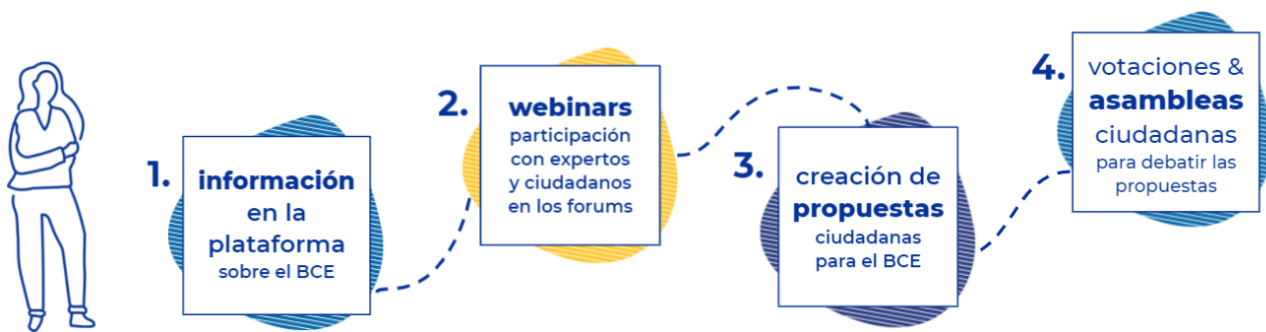 1.
información
en la
plataforma
sobre el BCE
2.
webinars
participación
con expertos
y ciudadanos
en los forums
3.
creación de
propuestas
ciudadanas
para el BCE
4.
votaciones &
asambleas
ciudadanas
para debatir las
propuestas